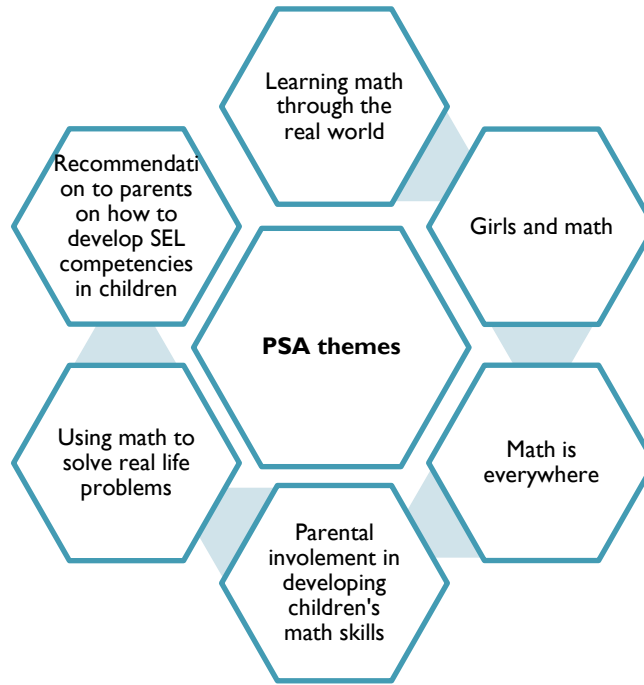 Learning math
through the
real world
Girls and math
Math is
everywhere
Parental
involement in
developing
children's
math skills
Using math to
solve real life
problems
Recommendati
on to parents
on how to
develop SEL
competencies
in children
PSA themes